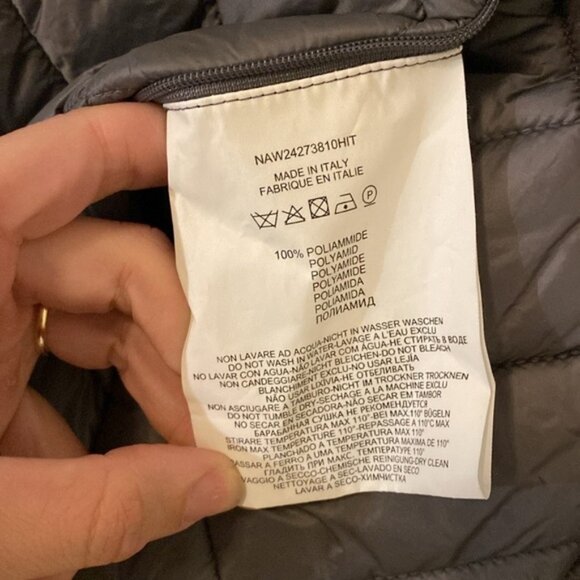 NAW24273810HIT
MADE IN ITALY
FABRIQUE EN ITALIE
P
100% POLIAMMIDE
POLYAMID
POLYAMIDE
POLYAMIDE
POLIAMIDA
POLIAMIDA
ПОЛИАМИД
NON LAVARE AD ACQUA-NICHT IN WASSER WASCHEN
DO NOT WASH IN WATER-LAVAGE A L'EAU EXCLU
NO LAVAR CON AGUA-NÃO LAVAR COM ÁGUA-НЕ СТИРАТЬ В ВОДЕ
NON CANDEGGIARE-NICHT BLEICHEN-DO NOT BLEACH
BLANCHIMENT EXCLU-NO USAR LEJÍA
NÃO USAR LIXÍVIA-НЕ ОТБЕЛИВАТЬ
NON ASCIUGARE A TAMBURO-NICHT IM TROCKNER TROCKNEN
DO NOT TUMBLE DRY-SECHAGE A LA MACHINE EXCLU
NO SECAR EN SECADORA-NÃO SECAR EM TAMBOR
БАРАБАННАЯ СУШКА НЕ РЕКОМЕНДУЕТСЯ
STIRARE TEMPERATURA MAX 110°-BEI MAX 110° BÜGELN
IRON MAX TEMPERATURE 110°-REPASSAGE A 110°C MAX
PLANCHADO A TEMPERATURA MAXIMA DE 110°
PASSAR A FERRO A UMA TEMPERATURA MAX 110°
ГЛАДИТЬ ПРИ МАКС. ТЕМПЕРАТУРЕ 110°
AGGIO A SECCO-CHEMISCHE REINIGUNG-DRY CLEAN
NETTOYAGE A SEC-LAVADO EN SECO
LAVAR A SECO-ХИМЧИСТКА